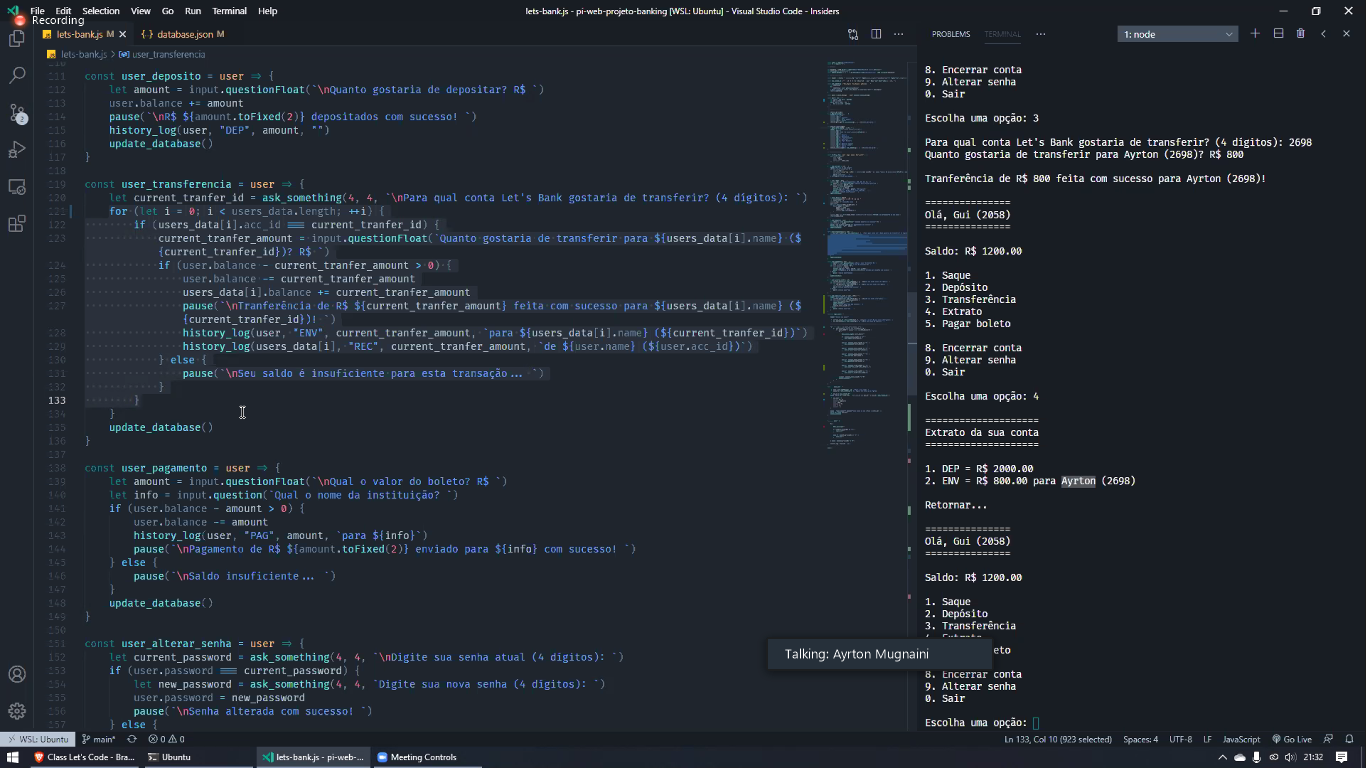 File Edit Selection View Go Run Terminal Help
lets-bank.js - pi-web-projeto-banking [WSL: Ubuntu] - Visual Studio Code - Insiders
Recording
lets-bank.js M
database.json M
PROBLEMS TERMINAL
1: node
lets-bank.js > user_transferencia
111 const user_deposito = user => {
112 let amount = input.questionFloat(`\nQuanto gostaria de depositar? R$ `)
113 user.balance += amount
114 pause(`\nR$ ${amount.toFixed(2)} depositados com sucesso! `)
115 history_log(user, "DEP", amount, "")
116 update_database()
117 }
118
119 const user_transferencia = user => {
120 let current_tranfer_id = ask_something(4, 4, `\nPara qual conta Let's Bank gostaria de transferir? (4 dígitos): `)
121 for (let i = 0; i < users_data.length; ++i) {
122 if (users_data[i].acc_id === current_tranfer_id) {
123 current_tranfer_amount = input.questionFloat(`Quanto gostaria de transferir para ${users_data[i].name} ($
{current_tranfer_id})? R$ `)
124 if (user.balance - current_tranfer_amount > 0) {
125 user.balance -= current_tranfer_amount
126 users_data[i].balance += current_tranfer_amount
127 pause(`\nTranferência de R$ ${current_tranfer_amount} feita com sucesso para ${users_data[i].name} ($
{current_tranfer_id})! `)
128 history_log(user, "ENV", current_tranfer_amount, `para ${users_data[i].name} (${current_tranfer_id})`)
129 history_log(users_data[i], "REC", current_tranfer_amount, `de ${user.name} (${user.acc_id})`)
130 } else {
131 pause(`\nSeu saldo é insuficiente para esta transação... `)
132 }
133 }
134 }
135 update_database()
136 }
137
138 const user_pagamento = user => {
139 let amount = input.questionFloat(`\nQual o valor do boleto? R$ `)
140 let info = input.question(`Qual o nome da instituição? `)
141 if (user.balance - amount > 0) {
142 user.balance -= amount
143 history_log(user, "PAG", amount, `para ${info}`)
144 pause(`\nPagamento de R$ ${amount.toFixed(2)} enviado para ${info} com sucesso! `)
145 } else {
146 pause(`\nSaldo insuficiente... `)
147 }
148 update_database()
149 }
150
151 const user_alterar_senha = user => {
152 let current_password = ask_something(4, 4, `\nDigite sua senha atual (4 dígitos): `)
153 if (user.password === current_password) {
154 let new_password = ask_something(4, 4, `Digite sua nova senha (4 dígitos): `)
155 user.password = new_password
156 pause(`\nSenha alterada com sucesso! `)
157 } else {
8. Encerrar conta
9. Alterar senha
0. Sair
Escolha uma opção: 3
Para qual conta Let's Bank gostaria de transferir? (4 dígitos): 2698
Quanto gostaria de transferir para Ayrton (2698)? R$ 800
Tranferência de R$ 800 feita com sucesso para Ayrton (2698)!
===============
Olá, Gui (2058)
===============
Saldo: R$ 1200.00
1. Saque
2. Depósito
3. Transferência
4. Extrato
5. Pagar boleto
8. Encerrar conta
9. Alterar senha
0. Sair
Escolha uma opção: 4
====================
Extrato da sua conta
====================
1. DEP = R$ 2000.00
2. ENV = R$ 800.00 para Ayrton (2698)
Retornar...
===============
Olá, Gui (2058)
===============
Saldo: R$ 1200.00
1. Saque
2. Depósito
3. Transferência
Talking: Ayrton Mugnaini
8. Encerrar conta
9. Alterar senha
0. Sair
Escolha uma opção:
2
WSL: Ubuntu main* 0 0
Ln 133, Col 10 (923 selected) Spaces: 4 UTF-8 LF JavaScript Go Live
Class Let's Code - Bra... Ubuntu lets-bank.js - pi-web-... Meeting Controls
21:32